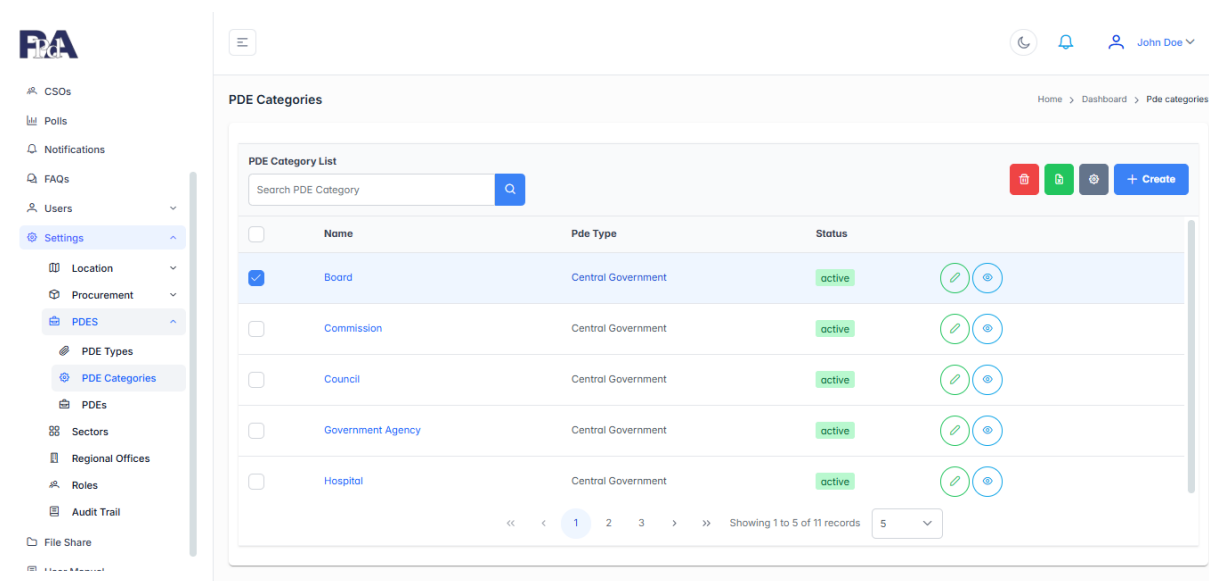 PPdA
John Doe
CSOs
Polls
Notifications
FAQs
Users
Settings
Location
Procurement
PDES
PDE Types
PDE Categories
PDEs
Sectors
Regional Offices
Roles
Audit Trail
File Share
User Manual
PDE Categories
Home > Dashboard > Pde categories
PDE Category List
Search PDE Category
+ Create
Name Pde Type Status
Board Central Government active
Commission Central Government active
Council Central Government active
Government Agency Central Government active
Hospital Central Government active
<< < 1 2 3 > >> Showing 1 to 5 of 11 records 5